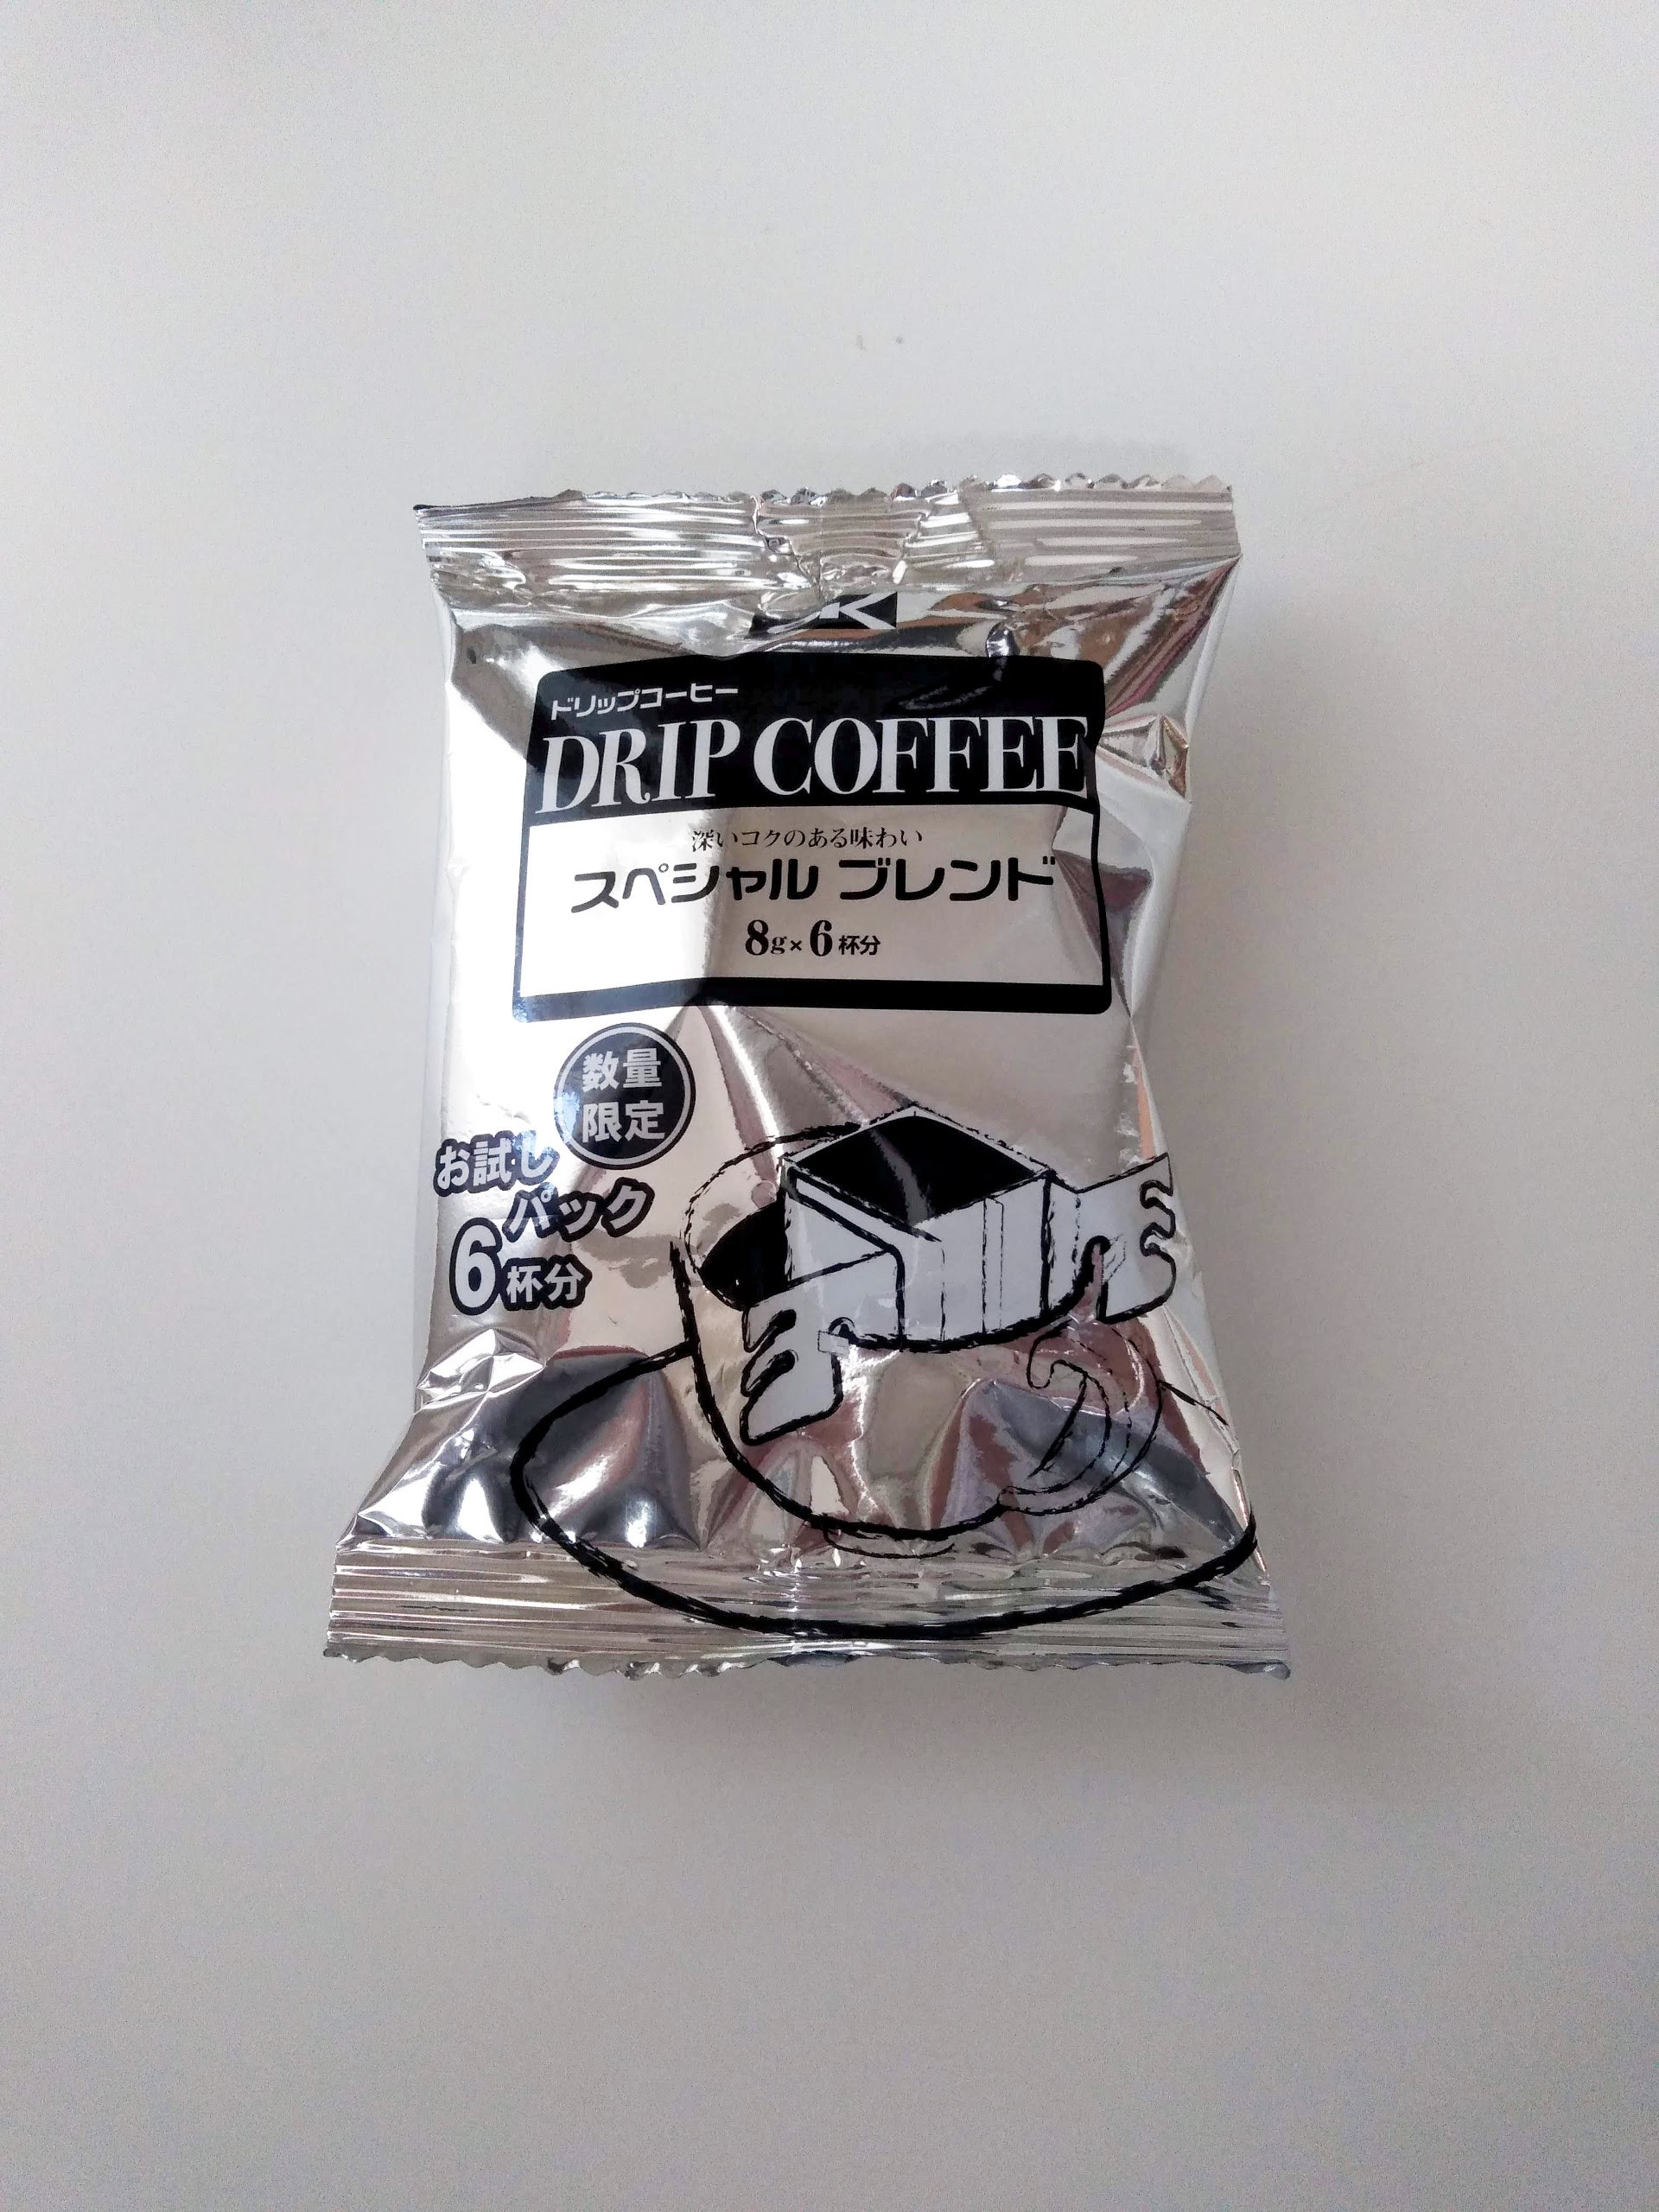 K
ドリップコーヒー
DRIP COFFEE
深いコクのある味わい
スペシャル ブレンド
8g×6杯分
数量
限定
お試し
パック
6杯分